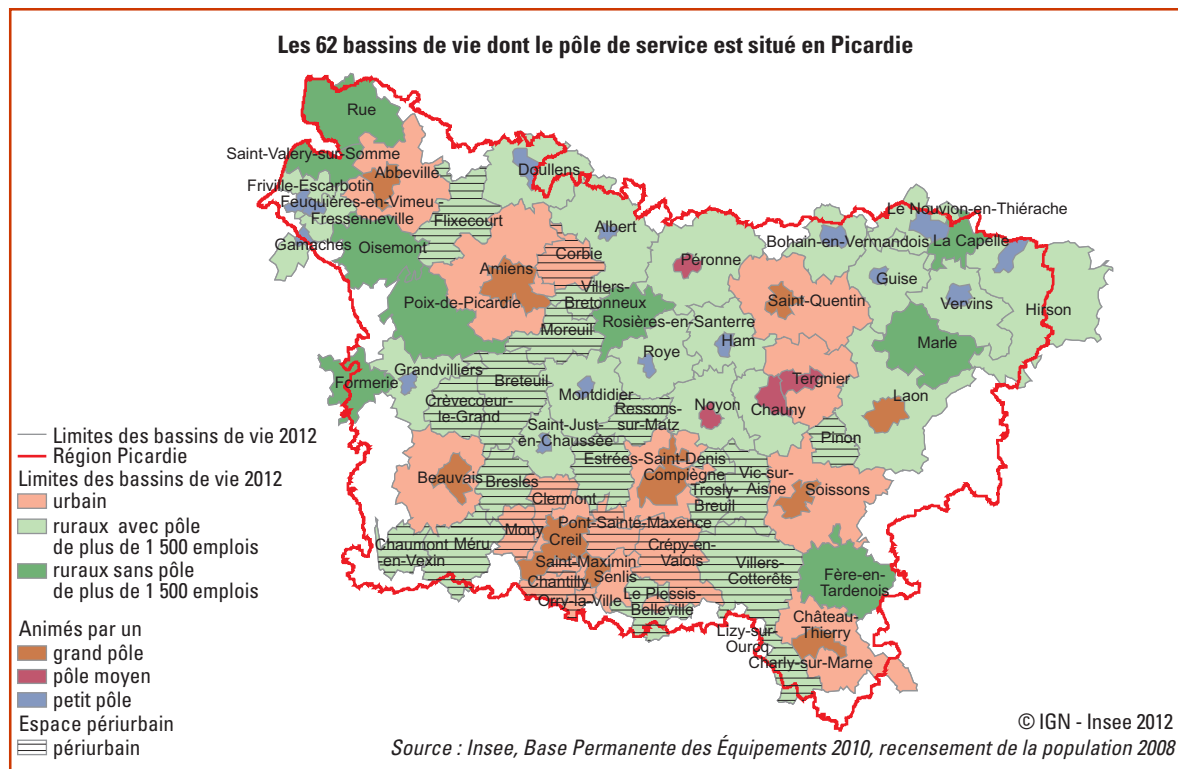 Les 62 bassins de vie dont le pôle de service est situé en Picardie
Rue
Saint-Valery-sur-Somme
Abbeville
Friville-Escarbotin
Feuquières-en-Vimeu -
Fressenneville
Flixecourt
Doullens
Gamaches
Oisemont
Albert
Amiens
Corbie
Péronne
Bohain-en-Vermandois
Le Nouvion-en-Thiérache
La Capelle
Guise
Vervins
Hirson
Saint-Quentin
Poix-de-Picardie
Villers-
Bretonneux
Moreuil
Rosières-en-Santerre
Ham
Marle
Roye
Formerie
Grandvilliers
Breteuil
Montdidier
Crèvecoeur-
le-Grand
Noyon
Chauny
Tergnier
Laon
Saint-Just-
en-Chaussée
Ressons-
sur-Matz
Pinon
Estrées-Saint-Denis
Compiègne
Beauvais
Bresles
Clermont
Trosly-
Breuil
Vic-sur-
Aisne
Soissons
Mouy
Pont-Sainte-Maxence
Creil
Chaumont
-en-Vexin
Méru
Saint-Maximin
Senlis
Chantilly
Crépy-en-
Valois
Villers-
Cotterêts
Fère-en-
Tardenois
Orry-la-Ville
Le Plessis-
Belleville
Château-
Thierry
Lizy-sur-
Ourcq
Charly-sur-Marne
Limites des bassins de vie 2012
Région Picardie
Limites des bassins de vie 2012
urbain
ruraux avec pôle
de plus de 1 500 emplois
ruraux sans pôle
de plus de 1 500 emplois
Animés par un
grand pôle
pôle moyen
petit pôle
Espace périurbain
périurbain
© IGN - Insee 2012
Source : Insee, Base Permanente des Équipements 2010, recensement de la population 2008